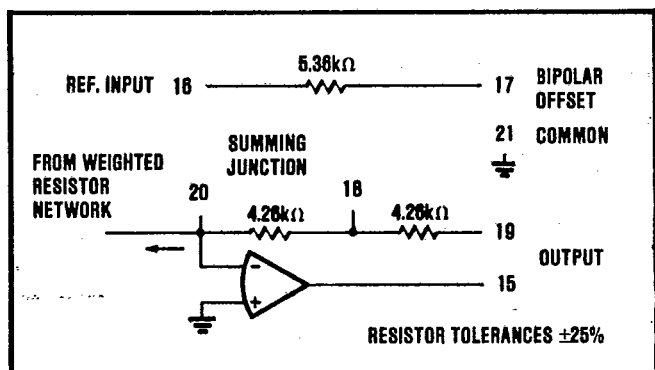 5.36kΩ
REF. INPUT 16 17 BIPOLAR
OFFSET
21 COMMON
SUMMING
JUNCTION
FROM WEIGHTED
RESISTOR
NETWORK
20 18
4.26kΩ 4.26kΩ 19
OUTPUT
15
− +
RESISTOR TOLERANCES ±25%